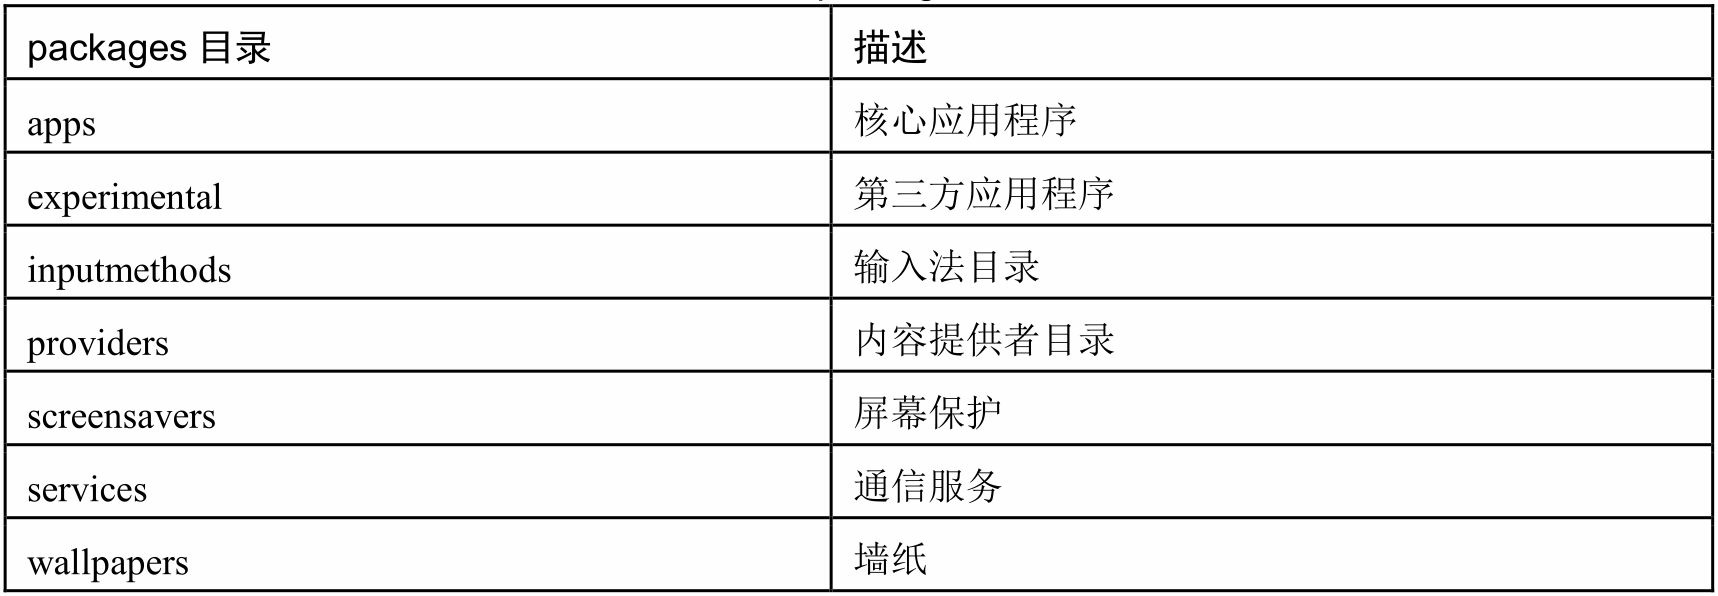 packages 目录 描述
apps 核心应用程序
experimental 第三方应用程序
inputmethods 输入法目录
providers 内容提供者目录
screensavers 屏幕保护
services 通信服务
wallpapers 墙纸